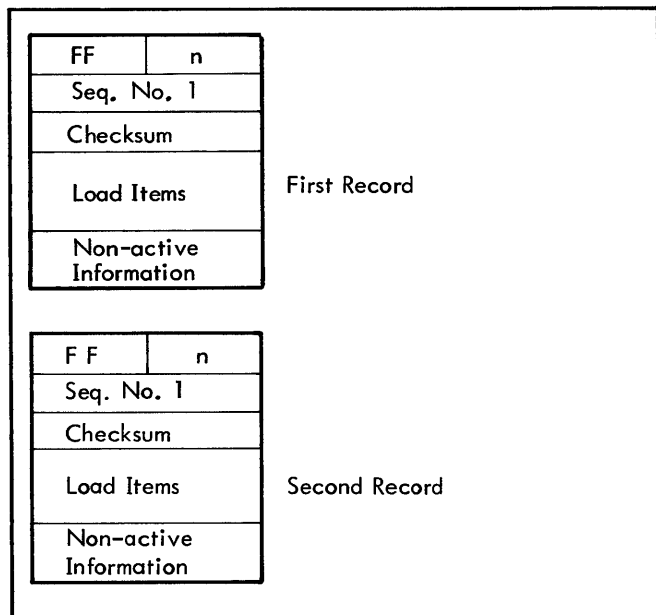 FF n
Seq. No. 1
Checksum
Load Items
First Record
Non-active
Information
F F n
Seq. No. 1
Checksum
Load Items
Second Record
Non-active
Information